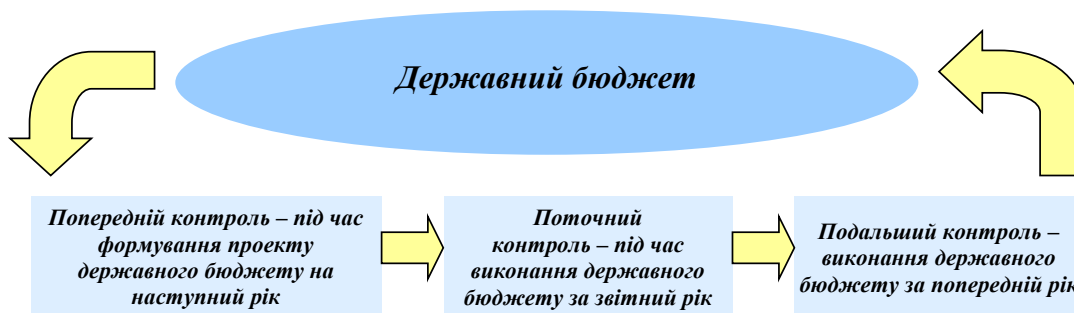 Державний бюджет
Попередній контроль – під час
формування проекту
державного бюджету на
наступний рік
Поточний
контроль – під час
виконання державного
бюджету за звітний рік
Подальший контроль –
виконання державного
бюджету за попередній рік